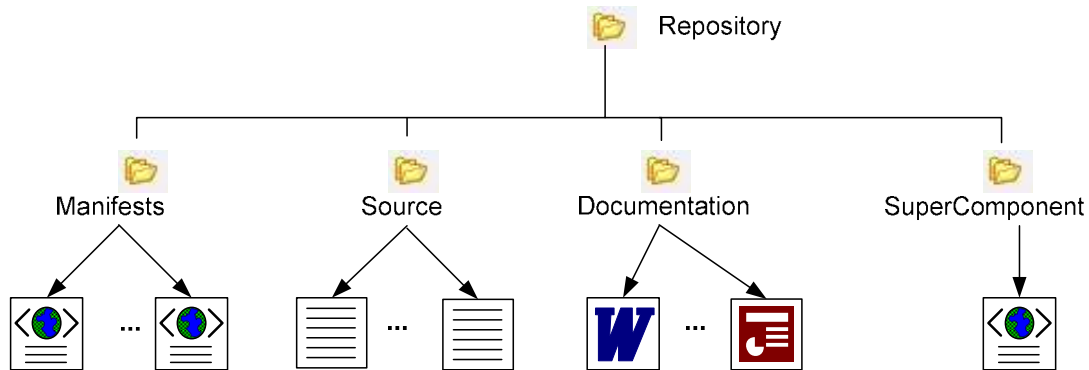 Repository
Manifests
Source
Documentation
SuperComponent
...
...
...
W